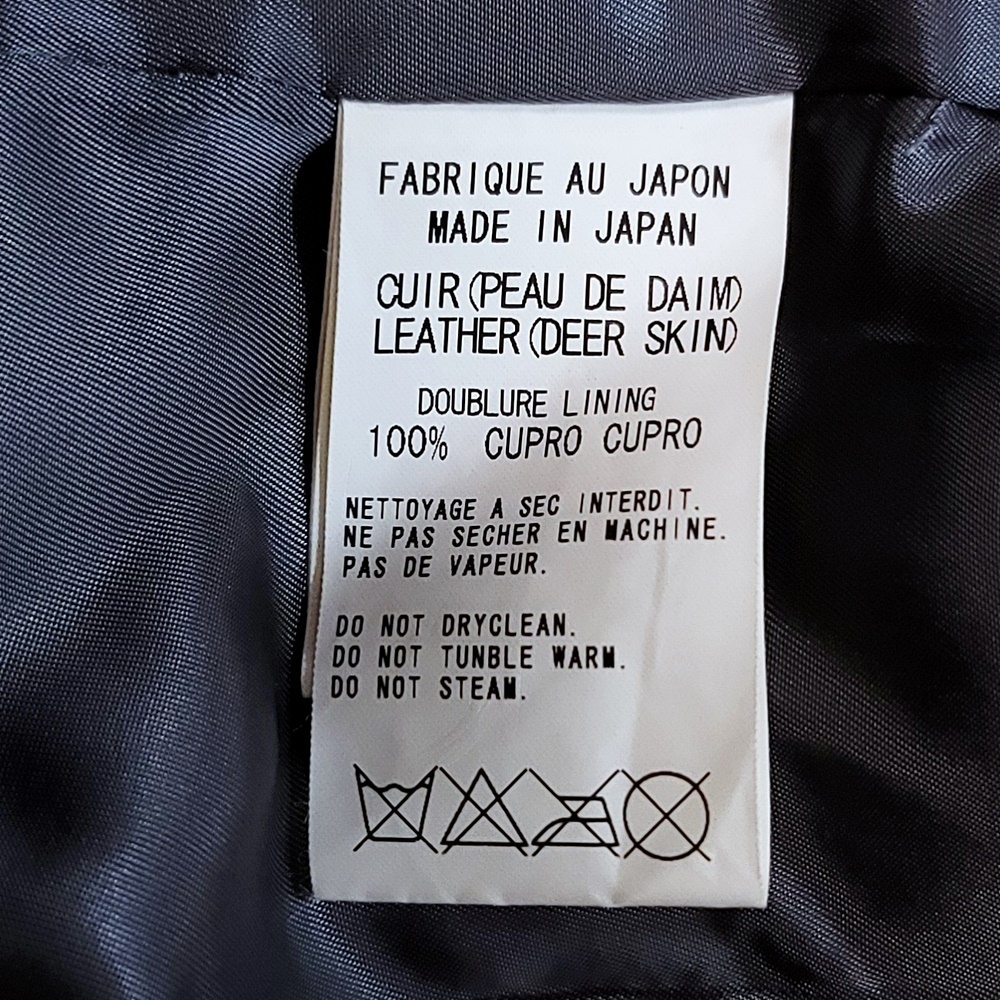 FABRIQUE AU JAPON
MADE IN JAPAN
CUIR(PEAU DE DAIM)
LEATHER(DEER SKIN)
DOUBLURE LINING
100% CUPRO CUPRO
NETTOYAGE A SEC INTERDIT.
NE PAS SECHER EN MACHINE.
PAS DE VAPEUR.
DO NOT DRYCLEAN.
DO NOT TUNBLE WARM.
DO NOT STEAM.